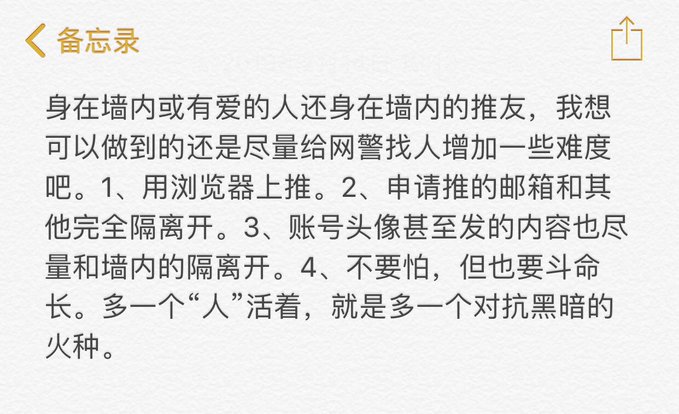 备忘录
身在墙内或有爱的人还身在墙内的推友，我想
可以做到的还是尽量给网警找人增加一些难度
吧。1、用浏览器上推。2、申请推的邮箱和其
他完全隔离开。3、账号头像甚至发的内容也尽
量和墙内的隔离开。4、不要怕，但也要斗命
长。多一个“人”活着，就是多一个对抗黑暗的
火种。